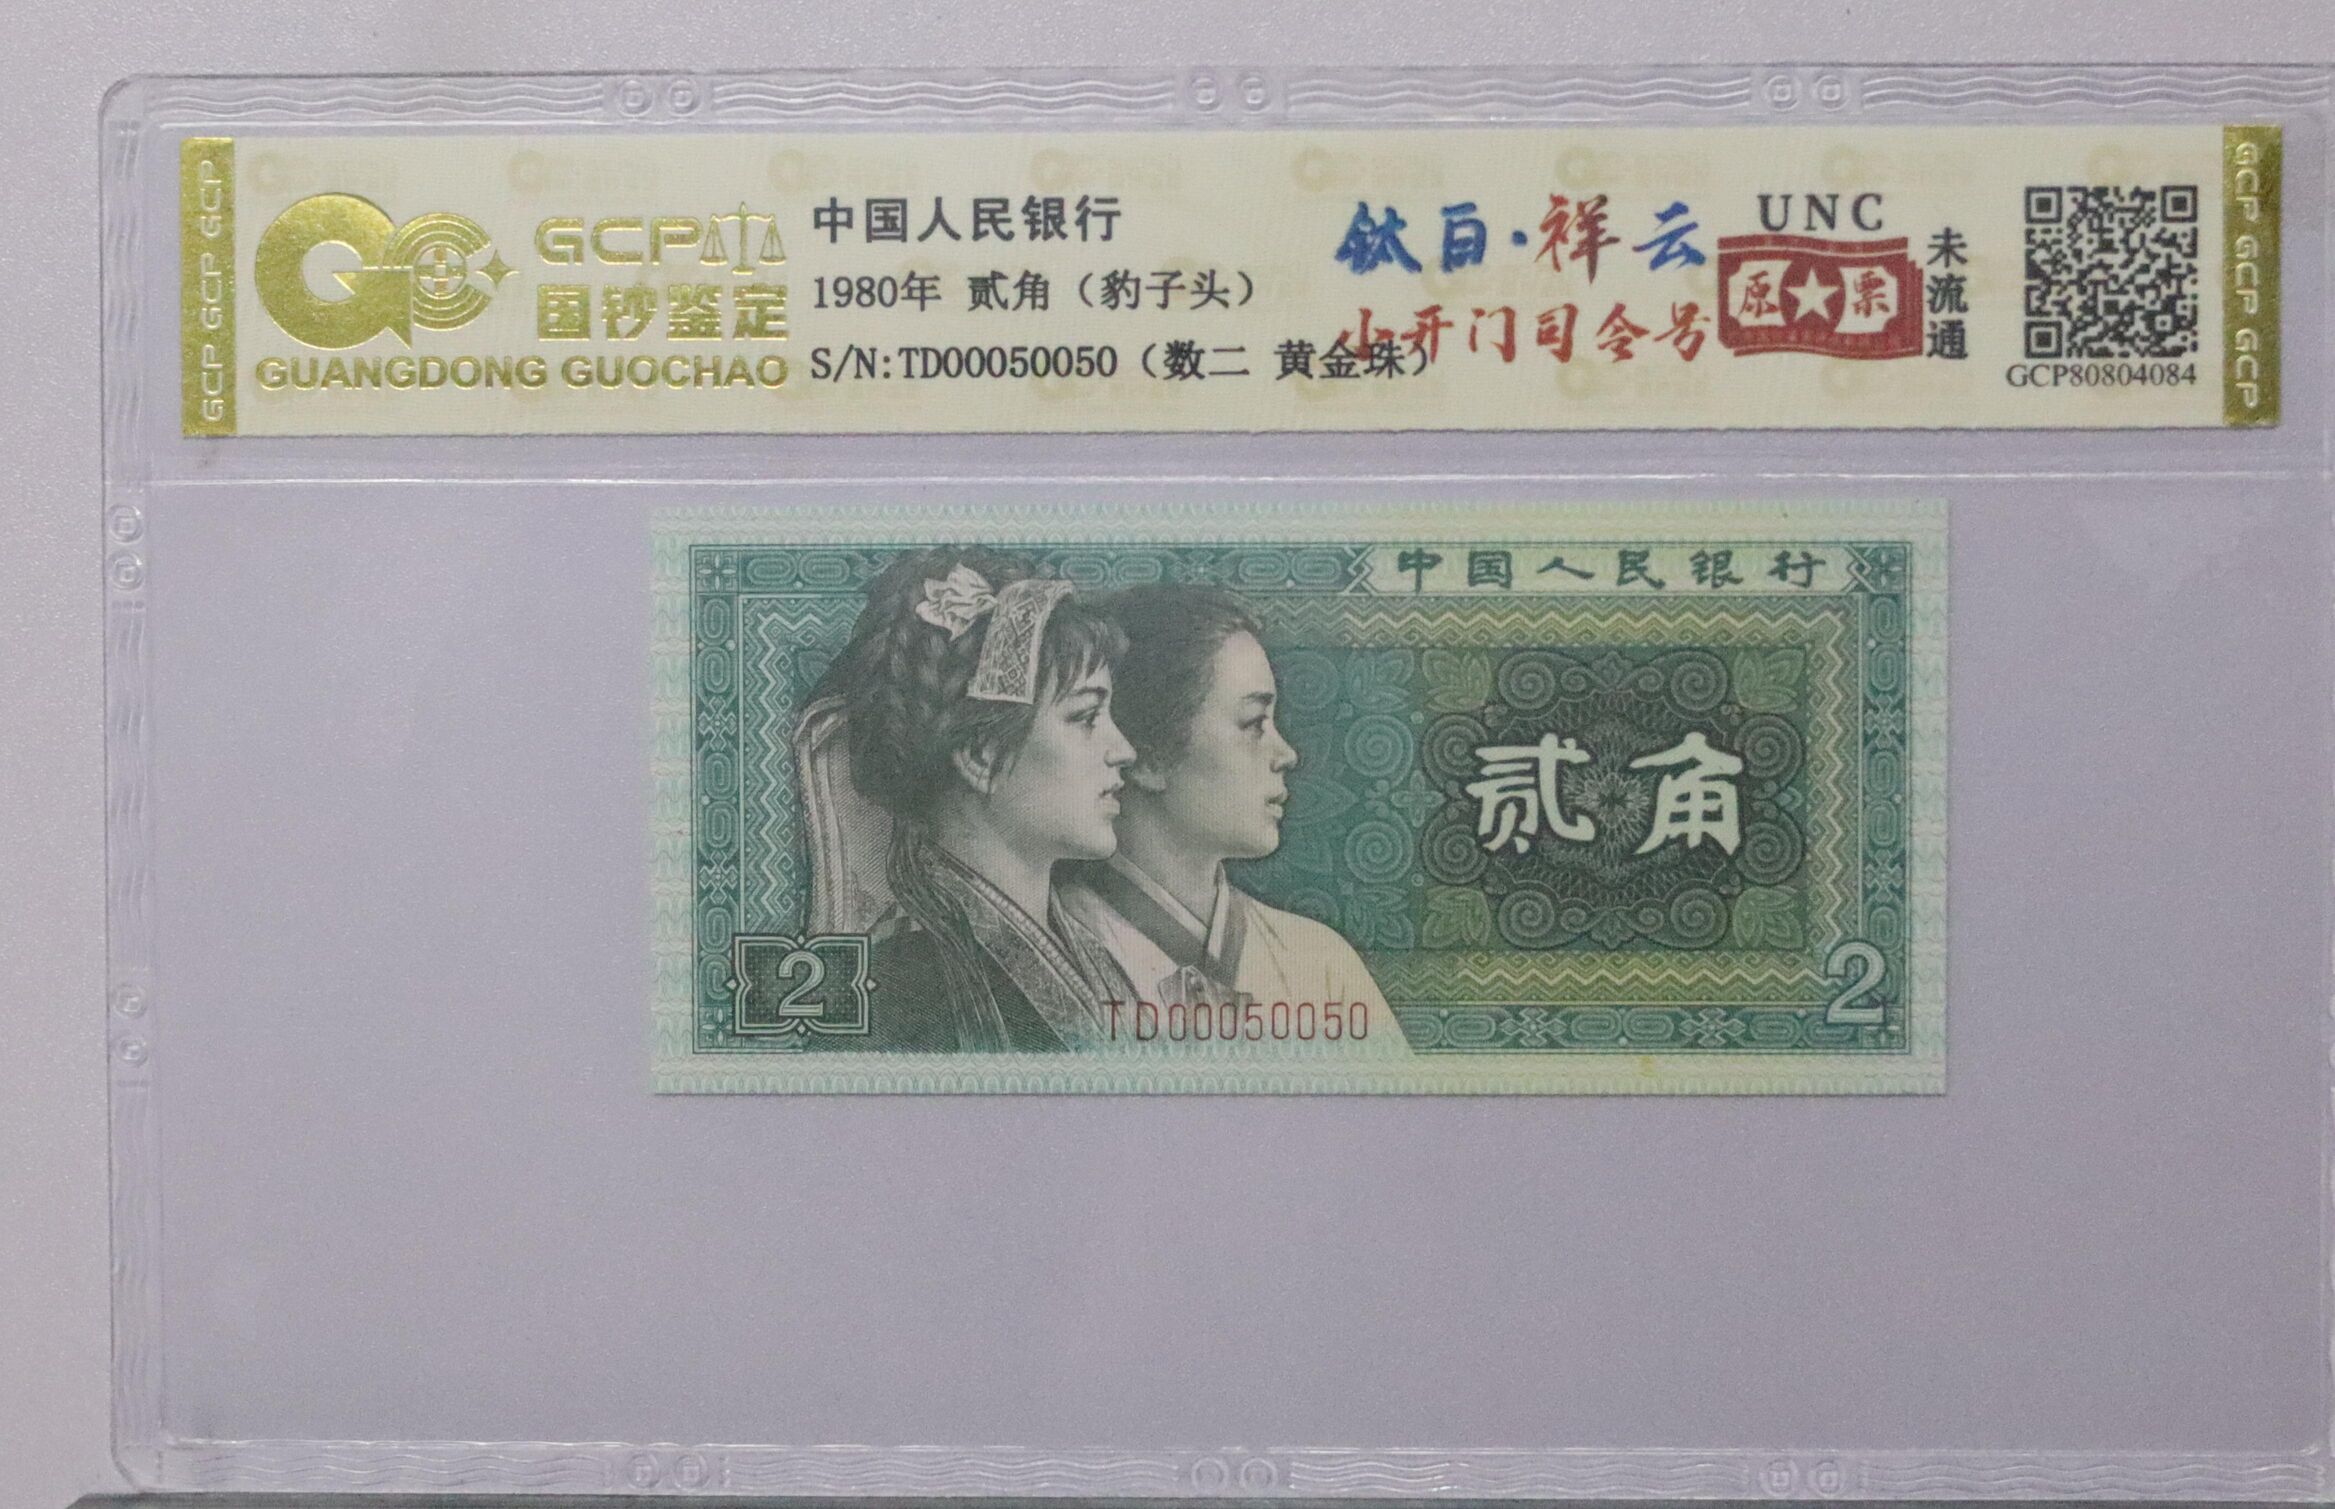 GCP GCP GCP
GCP
国钞鉴定
GUANGDONG GUOCHAO
中国人民银行
1980年 贰角（豹子头）
S/N:TD00050050（数二 黄金珠）
钛白·祥云
小开门司令号
UNC
原★票
未流通
GCP80804084
GCP GCP GCP
中国人民银行
贰角
2
TD00050050
2